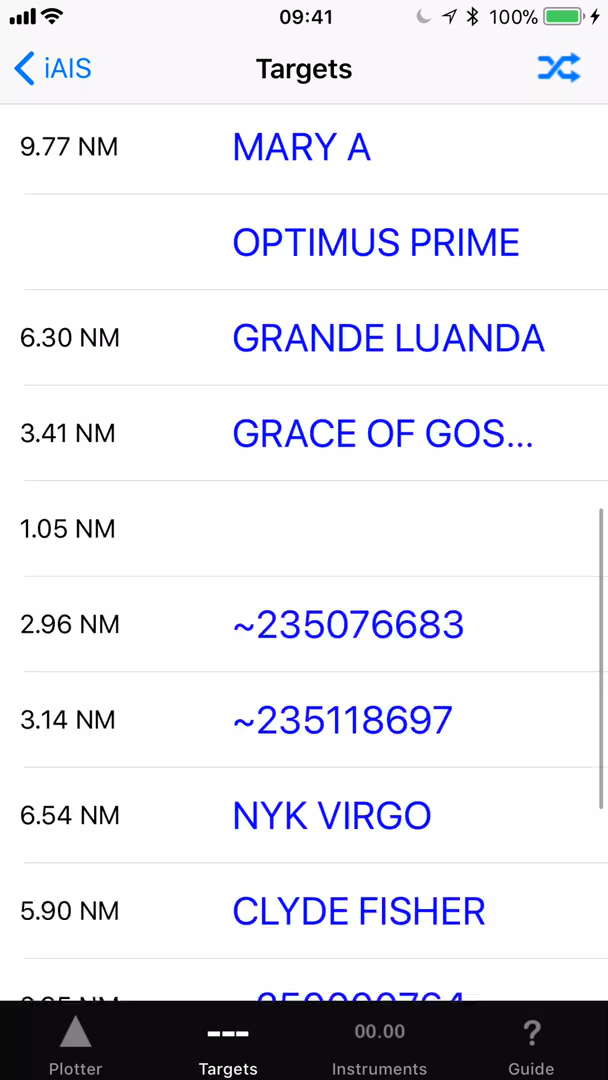 09:41
100%
iAIS
Targets
9.77 NM MARY A
OPTIMUS PRIME
6.30 NM GRANDE LUANDA
3.41 NM GRACE OF GOS...
1.05 NM
2.96 NM ~235076683
3.14 NM ~235118697
6.54 NM NYK VIRGO
5.90 NM CLYDE FISHER
00.00
?
Plotter Targets Instruments Guide